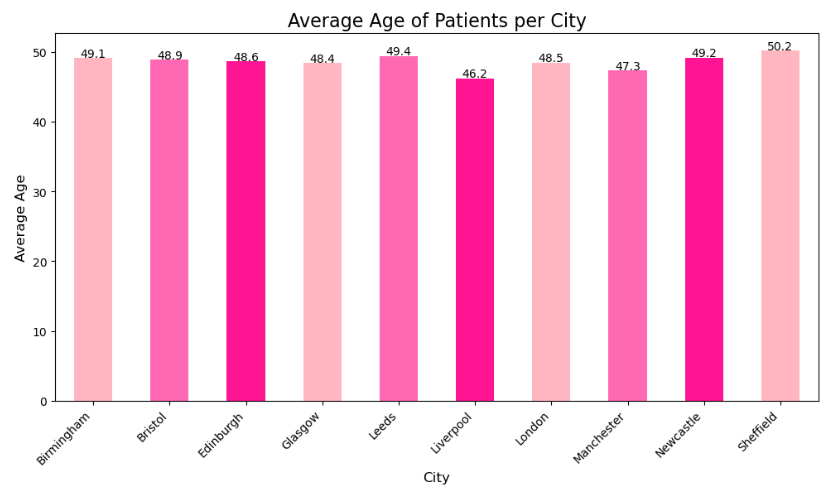 Average Age of Patients per City
Average Age
50
40
30
20
10
0
49.1
48.9
48.6
48.4
49.4
46.2
48.5
47.3
49.2
50.2
Birmingham
Bristol
Edinburgh
Glasgow
Leeds
Liverpool
London
Manchester
Newcastle
Sheffield
City